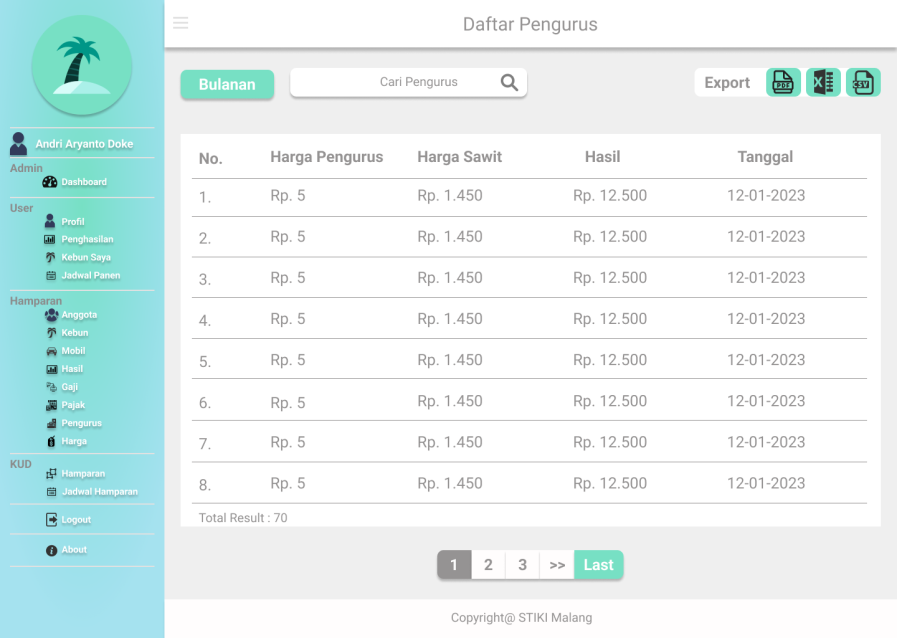 Daftar Pengurus
Bulanan
Cari Pengurus
Export
PDF
X
CSV
Andri Aryanto Doke
Admin
Dashboard
User
Profil
Penghasilan
Kebun Saya
Jadwal Panen
Hamparan
Anggota
Kebun
Mobil
Hasil
Gaji
Pajak
Pengurus
Harga
KUD
Hamparan
Jadwal Hamparan
Logout
About
No. Harga Pengurus Harga Sawit Hasil Tanggal
1. Rp. 5 Rp. 1.450 Rp. 12.500 12-01-2023
2. Rp. 5 Rp. 1.450 Rp. 12.500 12-01-2023
3. Rp. 5 Rp. 1.450 Rp. 12.500 12-01-2023
4. Rp. 5 Rp. 1.450 Rp. 12.500 12-01-2023
5. Rp. 5 Rp. 1.450 Rp. 12.500 12-01-2023
6. Rp. 5 Rp. 1.450 Rp. 12.500 12-01-2023
7. Rp. 5 Rp. 1.450 Rp. 12.500 12-01-2023
8. Rp. 5 Rp. 1.450 Rp. 12.500 12-01-2023
Total Result : 70
1 2 3 >> Last
Copyright@ STIKI Malang